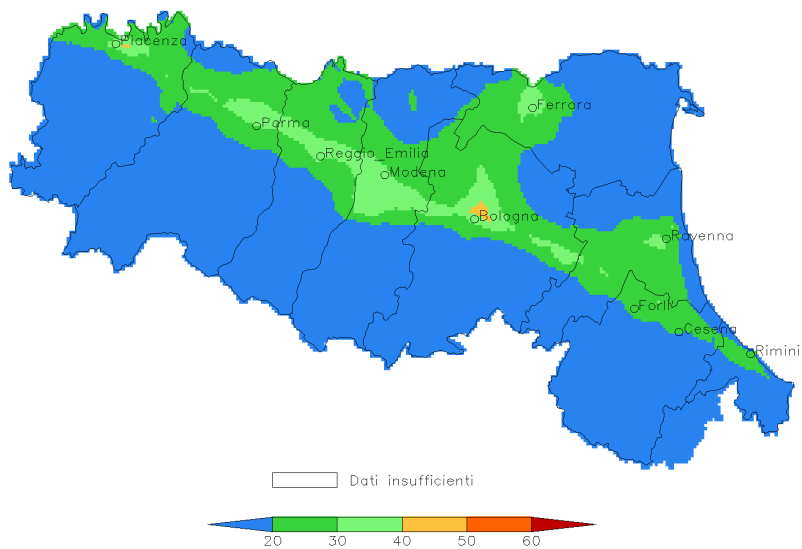 Piacenza
Ferrara
Parma
Reggio_Emilia
Modena
Bologna
Ravenna
Forlì
Cesena
Rimini
Dati insufficienti
20 30 40 50 60